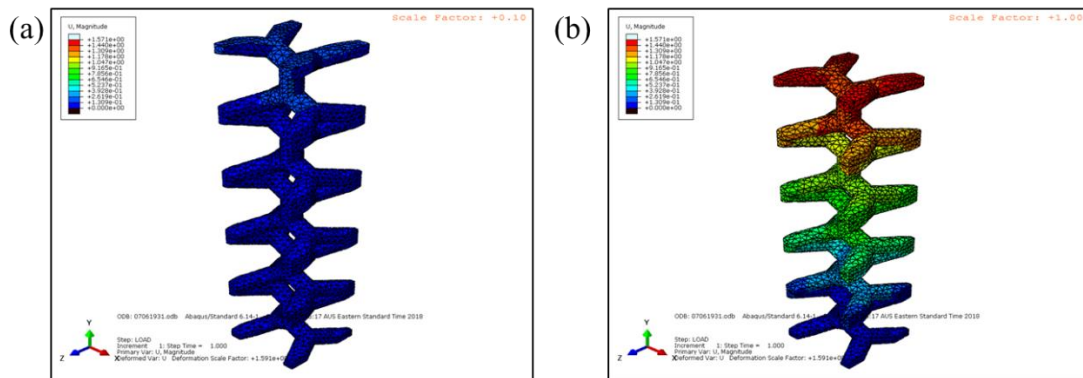 (a)
Scale Factor: +0.10
U, Magnitude
+1.571e+00
+1.440e+00
+1.309e+00
+1.178e+00
+1.047e+00
+9.165e-01
+7.856e-01
+6.546e-01
+5.237e-01
+3.928e-01
+2.619e-01
+1.309e-01
+0.000e+00
ODB: 07061931.odb Abaqus/Standard 6.14-1 :17 AUS Eastern Standard Time 2018
Y
Z
X
Step: LOAD
Increment 1: Step Time = 1.000
Primary Var: U, Magnitude
Deformed Var: U Deformation Scale Factor: +1.591e+0
(b)
Scale Factor: +1.00
U, Magnitude
+1.571e+00
+1.440e+00
+1.309e+00
+1.178e+00
+1.047e+00
+9.165e-01
+7.856e-01
+6.546e-01
+5.237e-01
+3.928e-01
+2.619e-01
+1.309e-01
+0.000e+00
ODB: 07061931.odb Abaqus/Standard 6.14-1 :17 AUS Eastern Standard Time 2018
Y
Z
X
Step: LOAD
Increment 1: Step Time = 1.000
Primary Var: U, Magnitude
Deformed Var: U Deformation Scale Factor: +1.591e+0